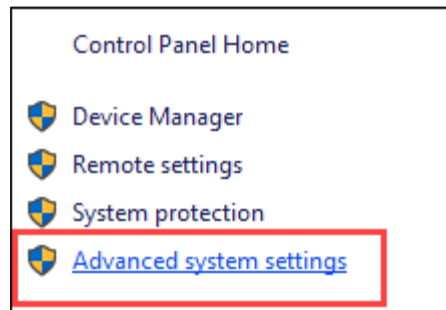 Control Panel Home
Device Manager
Remote settings
System protection
Advanced system settings